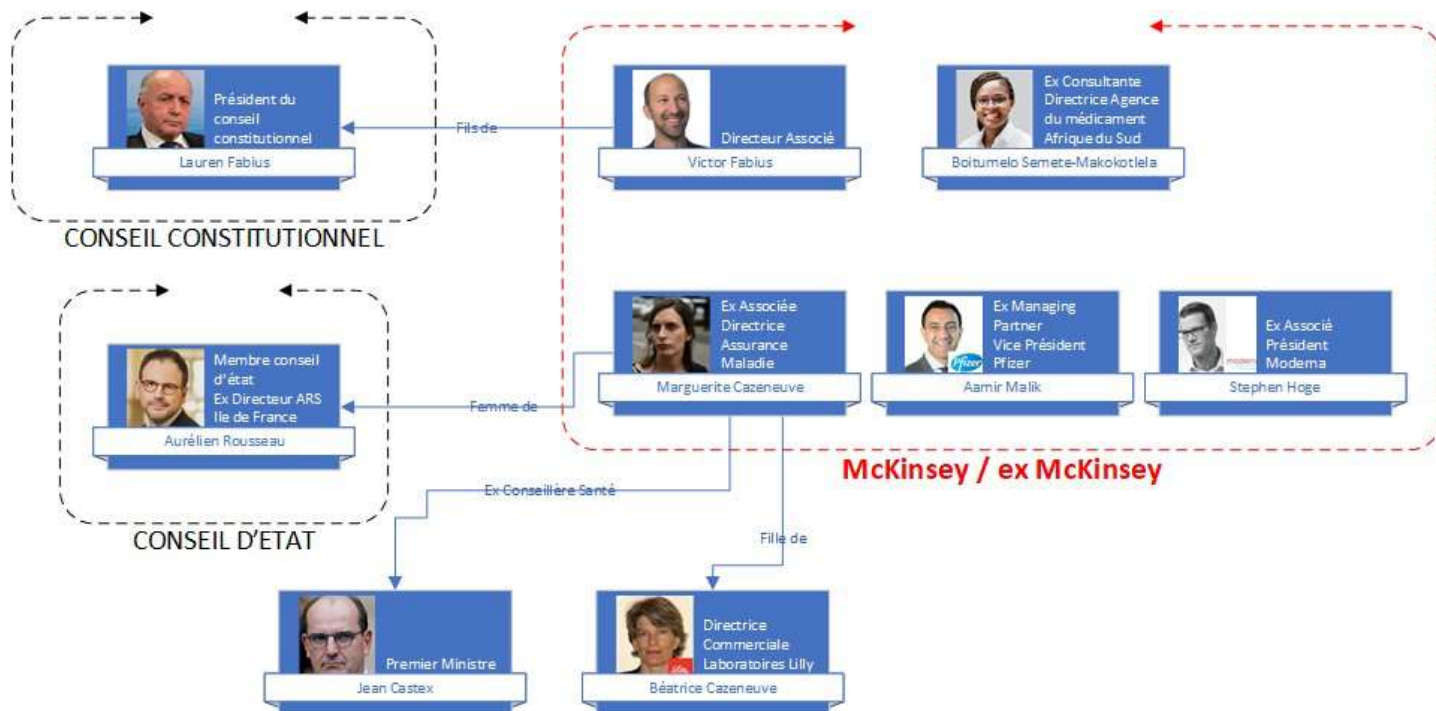 Président du
conseil
constitutionnel
Lauren Fabius
Fils de
Directeur Associé
Victor Fabius
Ex Consultante
Directrice Agence
du médicament
Afrique du Sud
Boitumelo Semete-Makokotlela
CONSEIL CONSTITUTIONNEL
Membre conseil
d'état
Ex Directeur ARS
Ile de France
Aurélien Rousseau
Femme de
Ex Associée
Directrice
Assurance
Maladie
Marguerite Cazeneuve
Ex Managing
Partner
Vice Président
Pfizer
Pfizer
Aamir Malik
Ex Associé
Président
Moderna
moderna
Stephen Hoge
McKinsey / ex McKinsey
Ex Conseillère Santé
CONSEIL D'ETAT
Fille de
Premier Ministre
Jean Castex
Directrice
Commerciale
Laboratoires Lilly
Lilly
Béatrice Cazeneuve